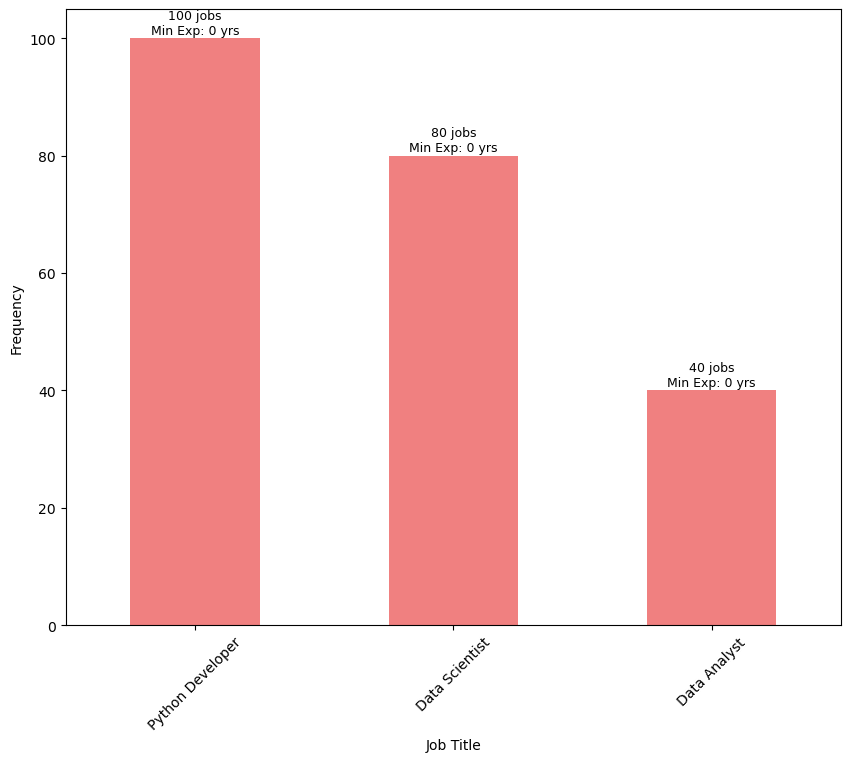 100 jobs
Min Exp: 0 yrs
100
80 jobs
Min Exp: 0 yrs
80
60
Frequency
40 jobs
Min Exp: 0 yrs
40
20
0
Python Developer
Data Scientist
Data Analyst
Job Title